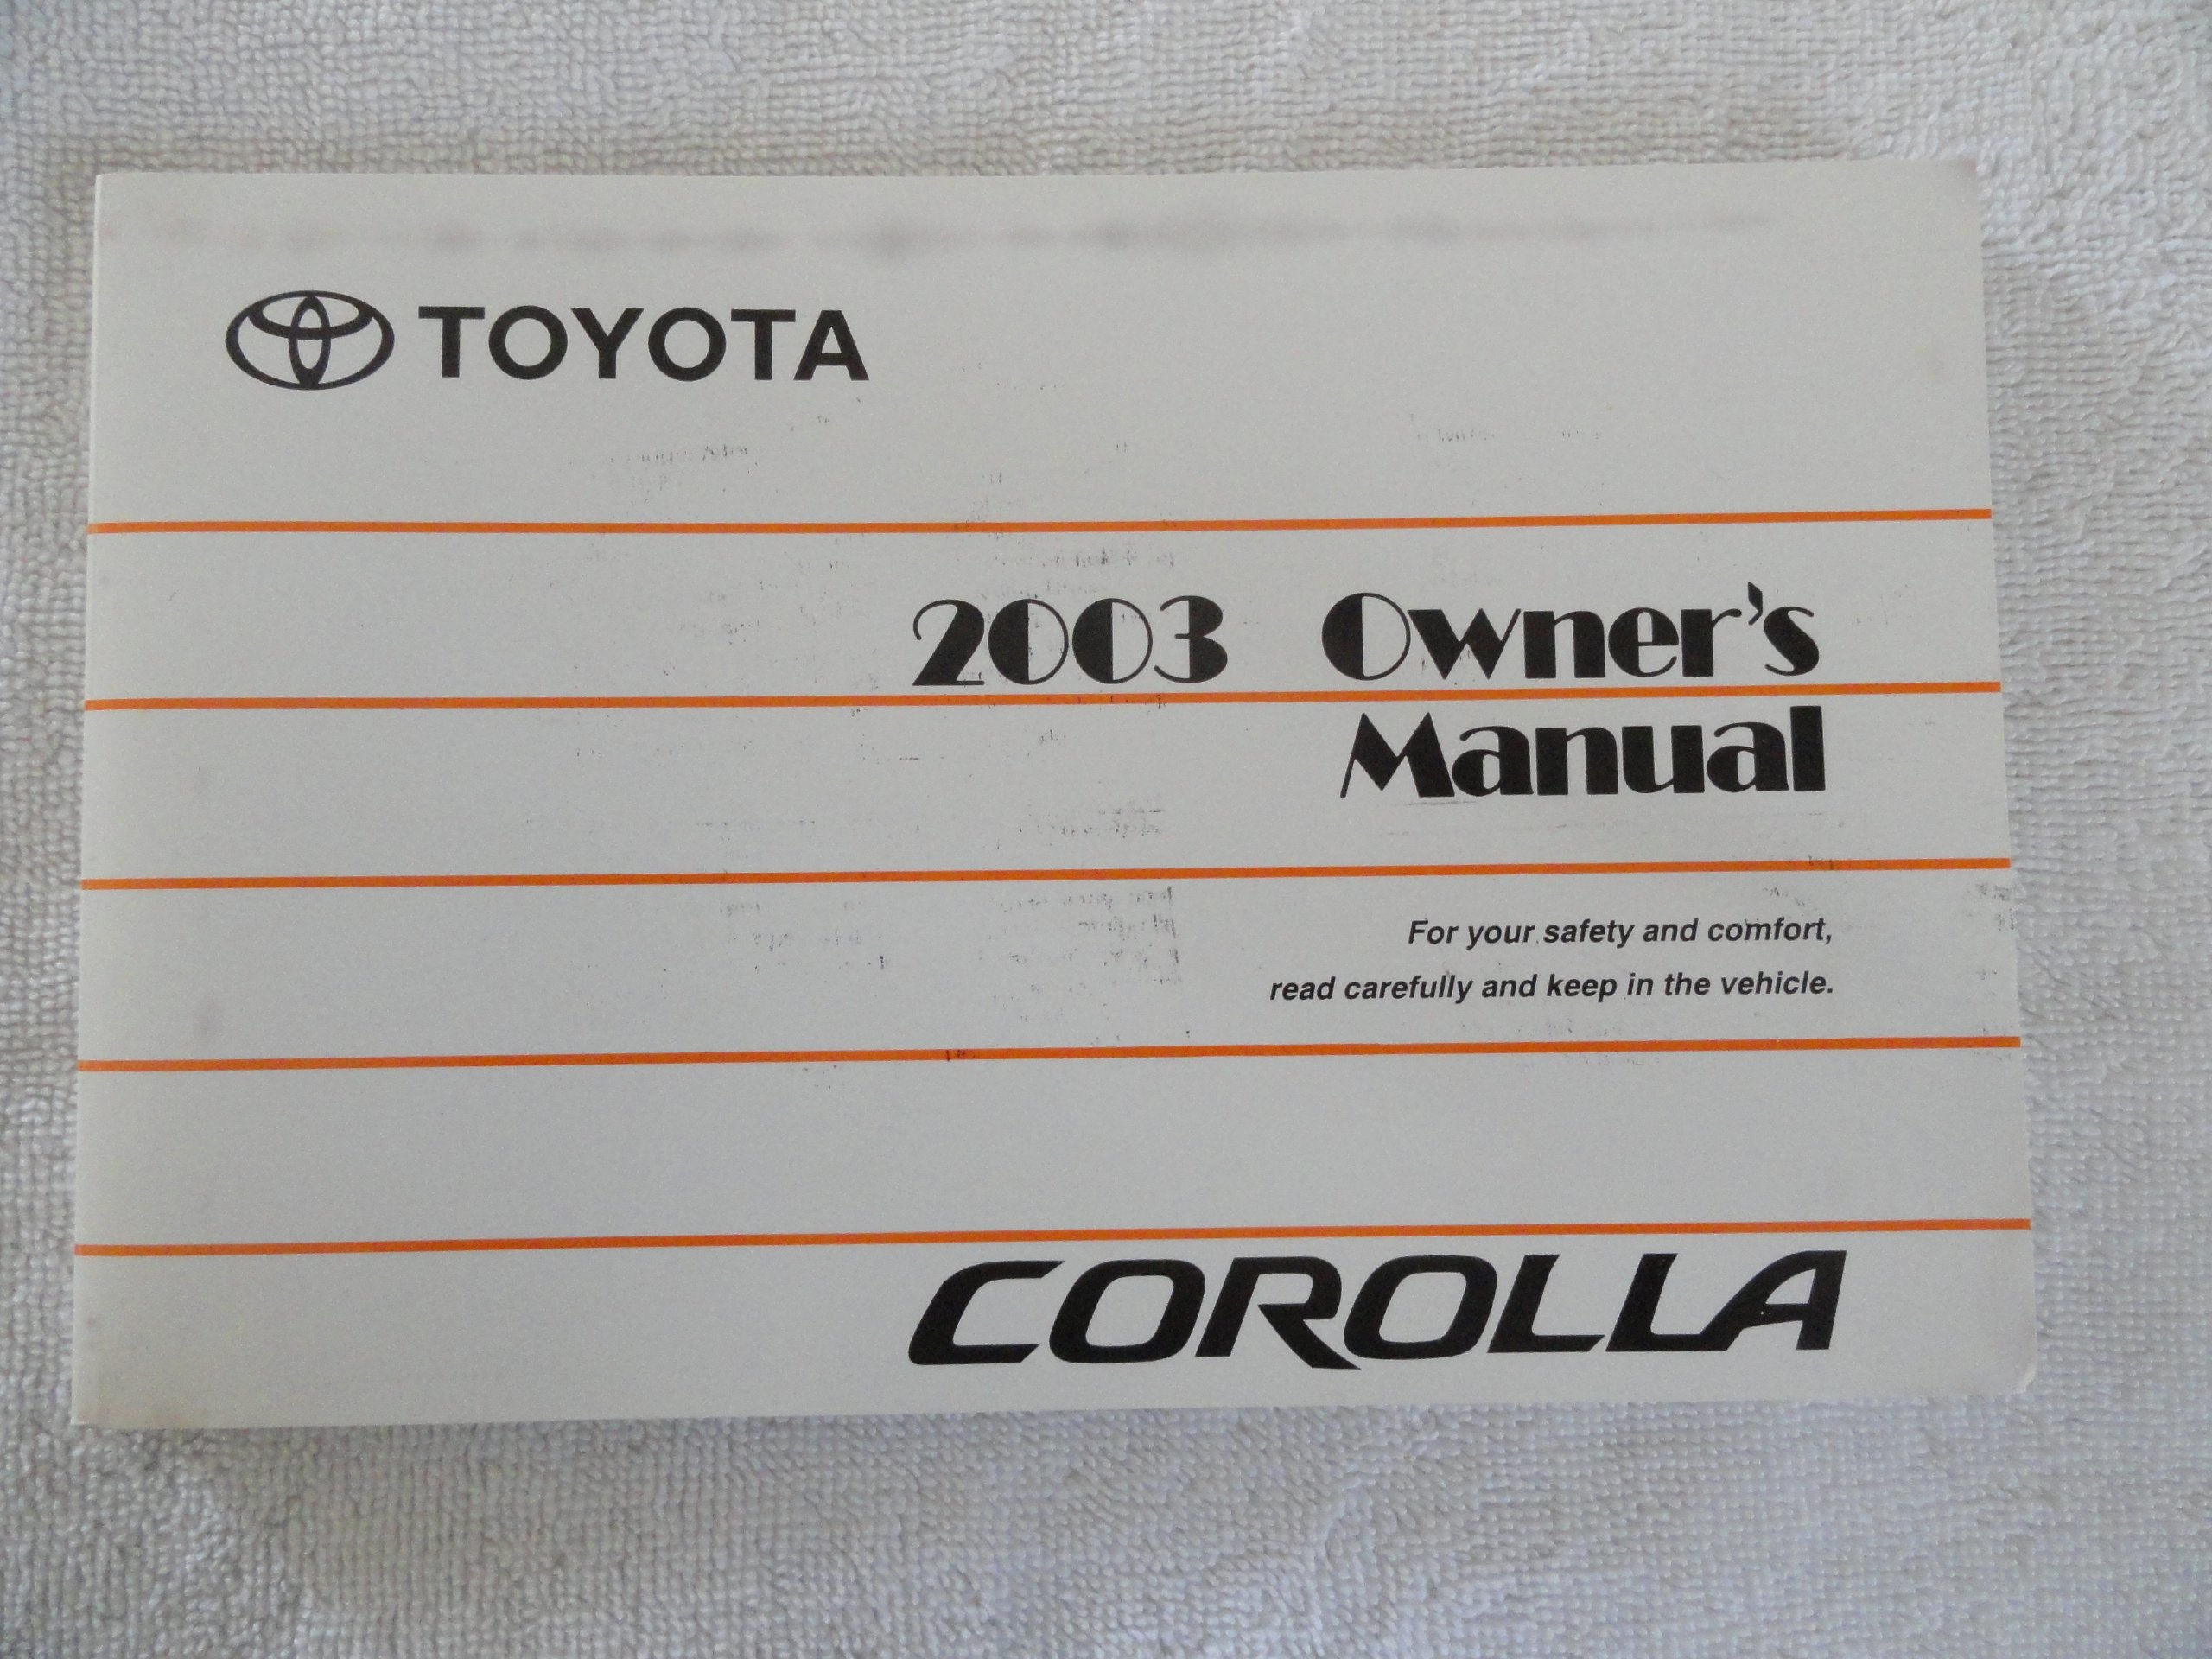 TOYOTA
2003 Owner's
Manual
For your safety and comfort,
read carefully and keep in the vehicle.
COROLLA